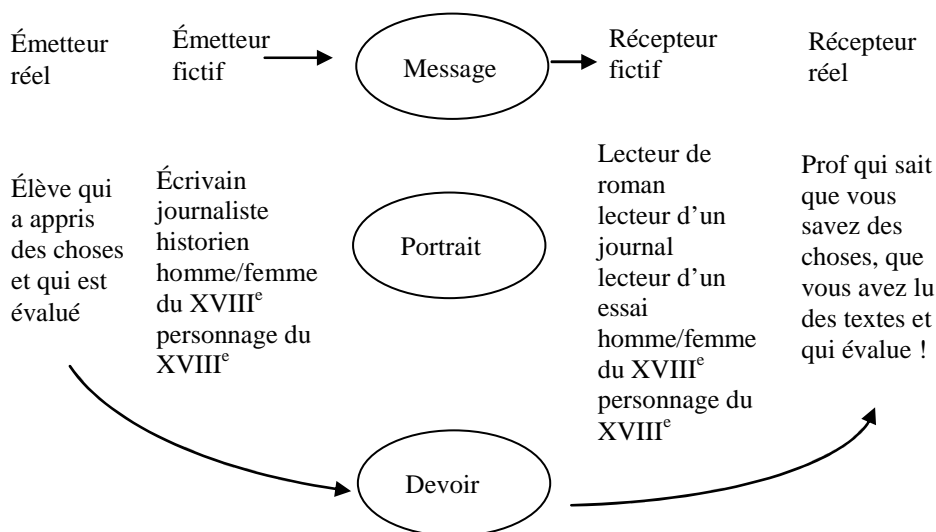 Émetteur
réel
Émetteur
fictif
Message
Récepteur
fictif
Récepteur
réel
Élève qui
a appris
des choses
et qui est
évalué
Écrivain
journaliste
historien
homme/femme
du XVIIIe
personnage du
XVIIIe
Portrait
Lecteur de
roman
lecteur d’un
journal
lecteur d’un
essai
homme/femme
du XVIIIe
personnage du
XVIIIe
Prof qui sait
que vous
savez des
choses, que
vous avez lu
des textes et
qui évalue !
Devoir